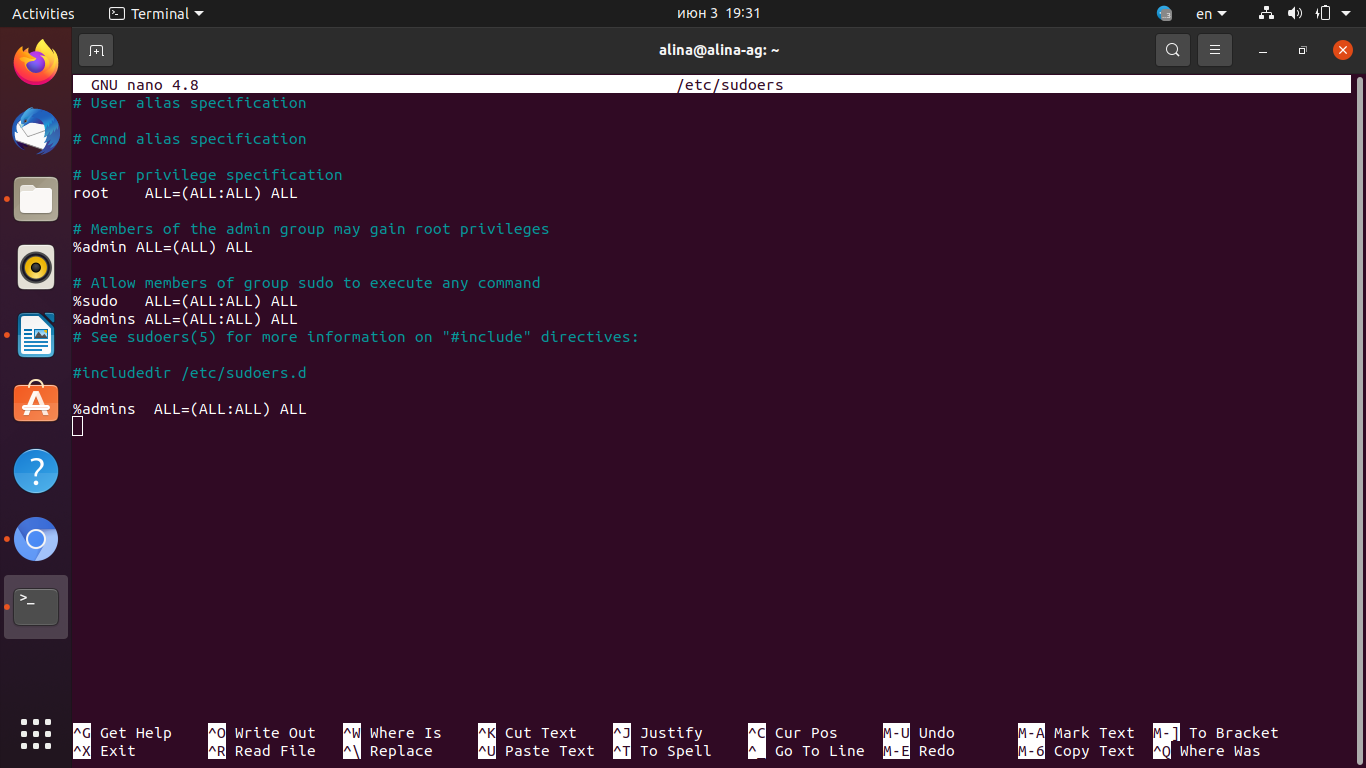 Activities Terminal июн 3 19:31 en
alina@alina-ag: ~
GNU nano 4.8 /etc/sudoers
# User alias specification
# Cmnd alias specification
# User privilege specification
root ALL=(ALL:ALL) ALL
# Members of the admin group may gain root privileges
%admin ALL=(ALL) ALL
# Allow members of group sudo to execute any command
%sudo ALL=(ALL:ALL) ALL
%admins ALL=(ALL:ALL) ALL
# See sudoers(5) for more information on "#include" directives:
#includedir /etc/sudoers.d
%admins ALL=(ALL:ALL) ALL
^G Get Help ^O Write Out ^W Where Is ^K Cut Text ^J Justify ^C Cur Pos M-U Undo M-A Mark Text M-] To Bracket
^X Exit ^R Read File ^\ Replace ^U Paste Text ^T To Spell ^_ Go To Line M-E Redo M-6 Copy Text ^Q Where Was